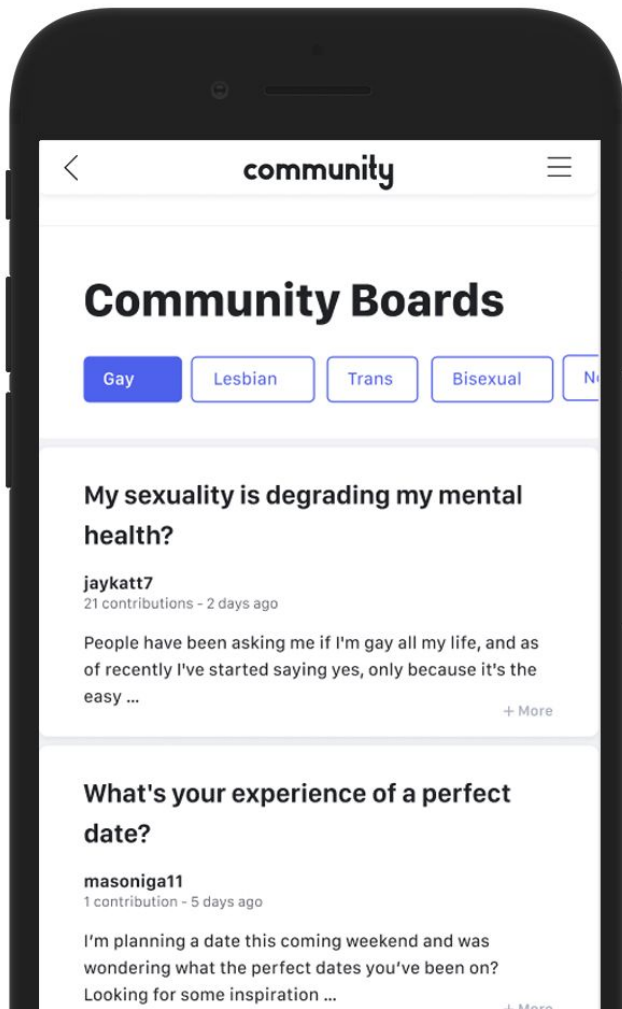 community
Community Boards
Gay
Lesbian
Trans
Bisexual
My sexuality is degrading my mental
health?
jaykatt7
21 contributions - 2 days ago
People have been asking me if I'm gay all my life, and as
of recently I've started saying yes, only because it's the
easy ...
+ More
What's your experience of a perfect
date?
masoniga11
1 contribution - 5 days ago
I'm planning a date this coming weekend and was
wondering what the perfect dates you've been on?
Looking for some inspiration ...
+ More